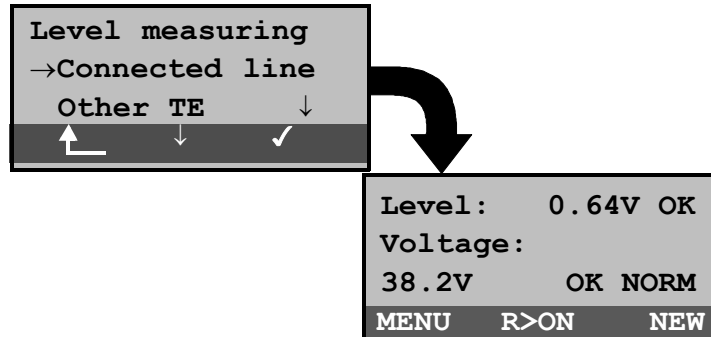 Level measuring
→Connected line
Other TE ↓
↓ ✓
Level: 0.64V OK
Voltage:
38.2V OK NORM
MENU R>ON NEW